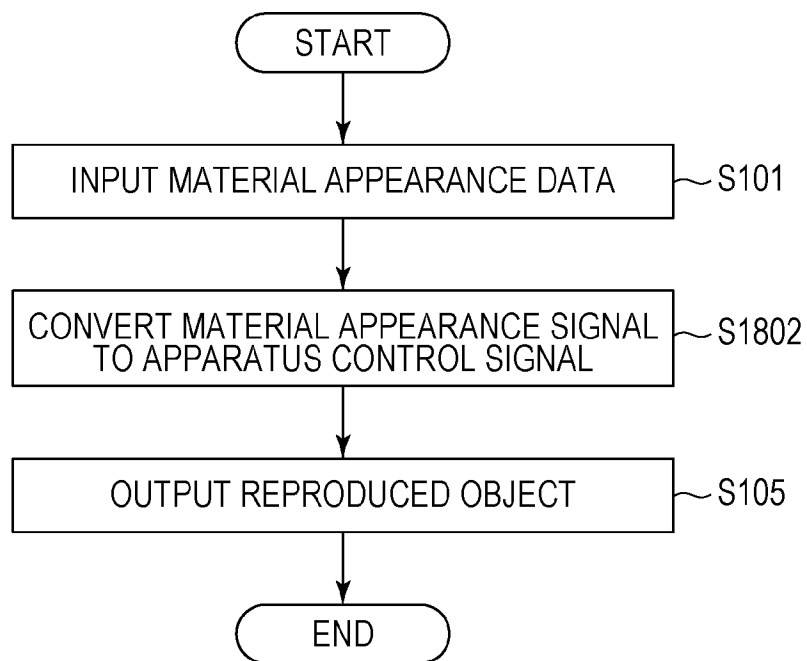 START
INPUT MATERIAL APPEARANCE DATA
S101
CONVERT MATERIAL APPEARANCE SIGNAL
TO APPARATUS CONTROL SIGNAL
S1802
OUTPUT REPRODUCED OBJECT
S105
END